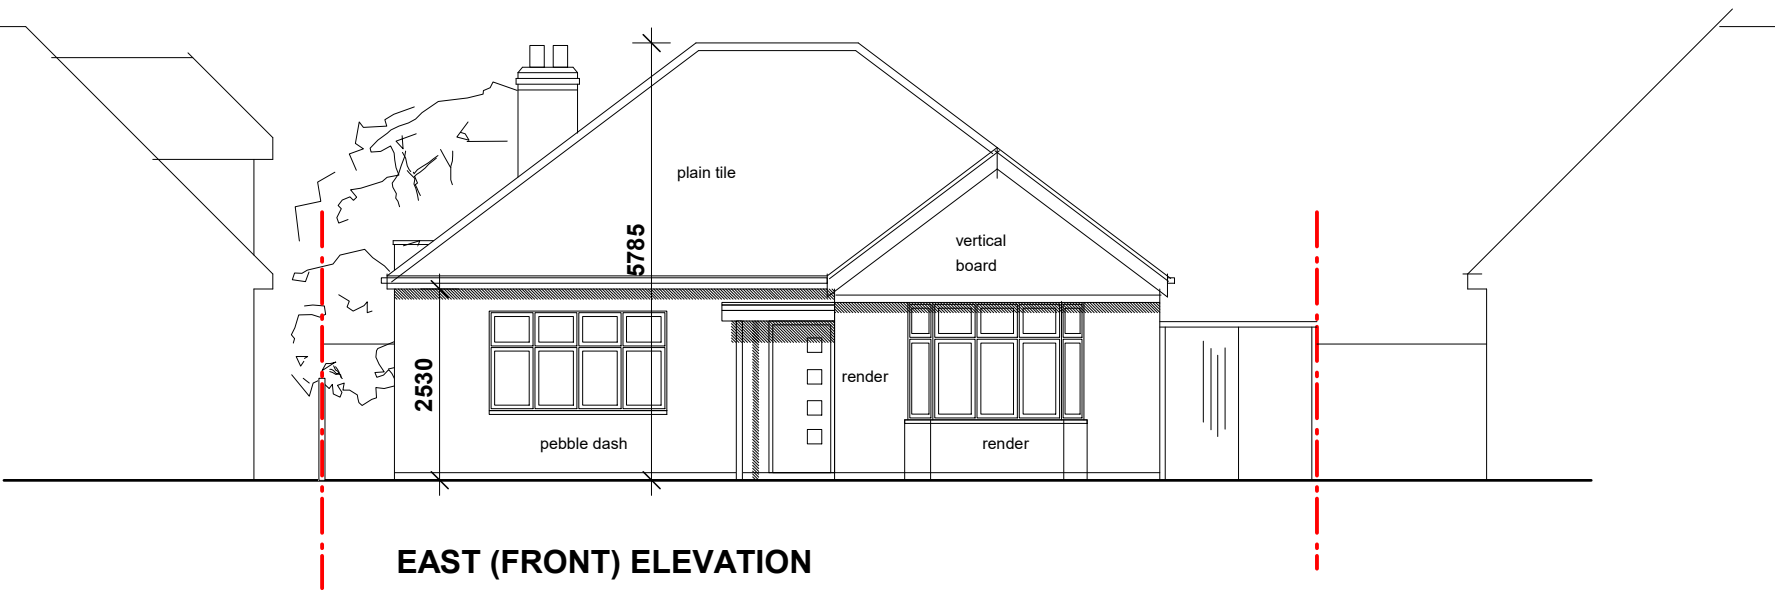 5785
plain tile
vertical
board
2530
render
pebble dash
render
EAST (FRONT) ELEVATION